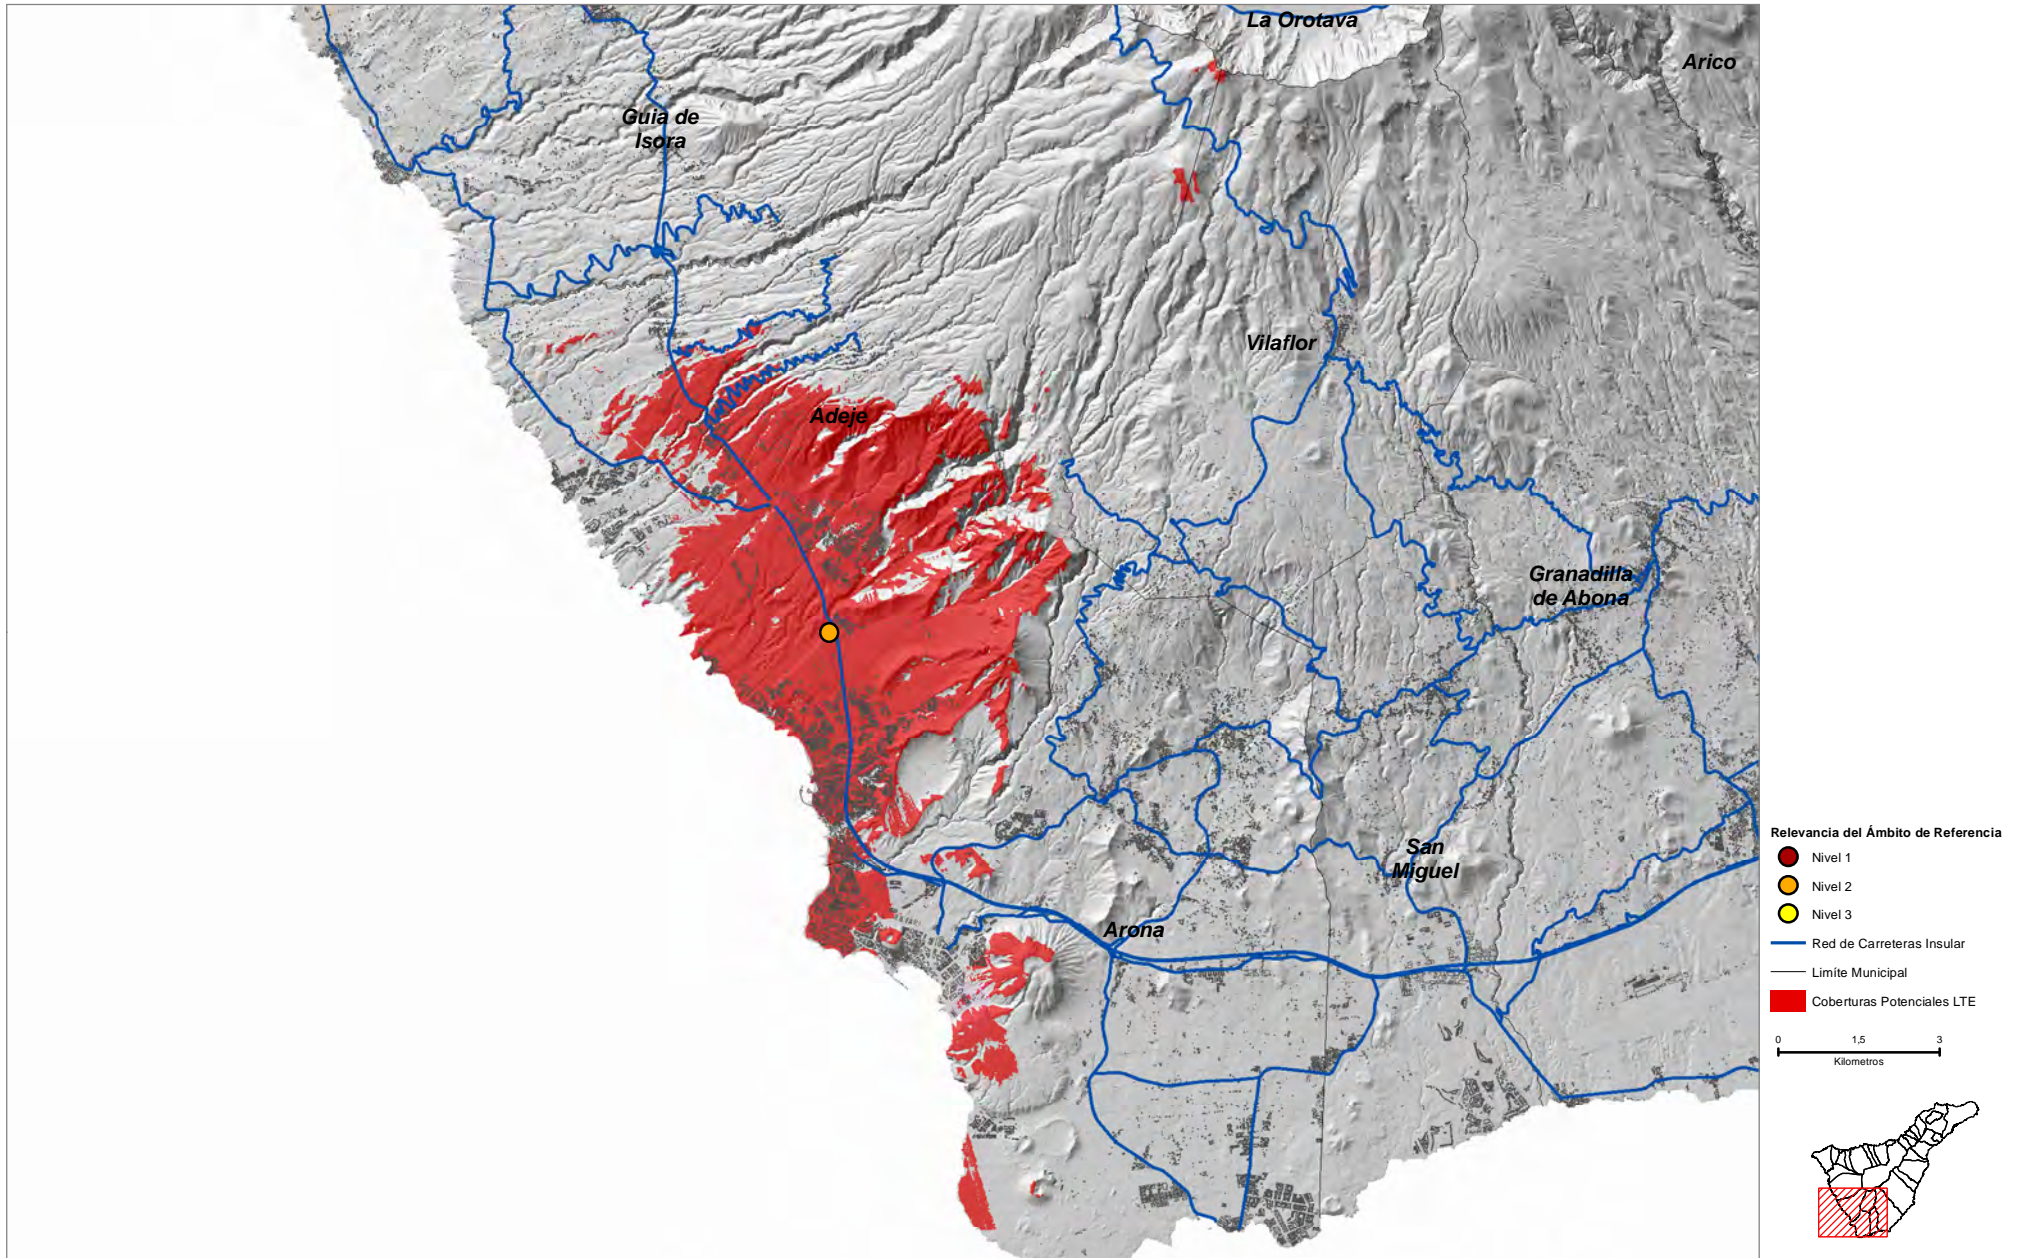 La Orotava
Arico
Guia de
Isora
Vilaflor
Adeje
Granadilla
de Abona
San
Miguel
Arona
Relevancia del Ámbito de Referencia
Nivel 1
Nivel 2
Nivel 3
Red de Carreteras Insular
Limíte Municipal
Coberturas Potenciales LTE
0 1,5 3
Kilometros